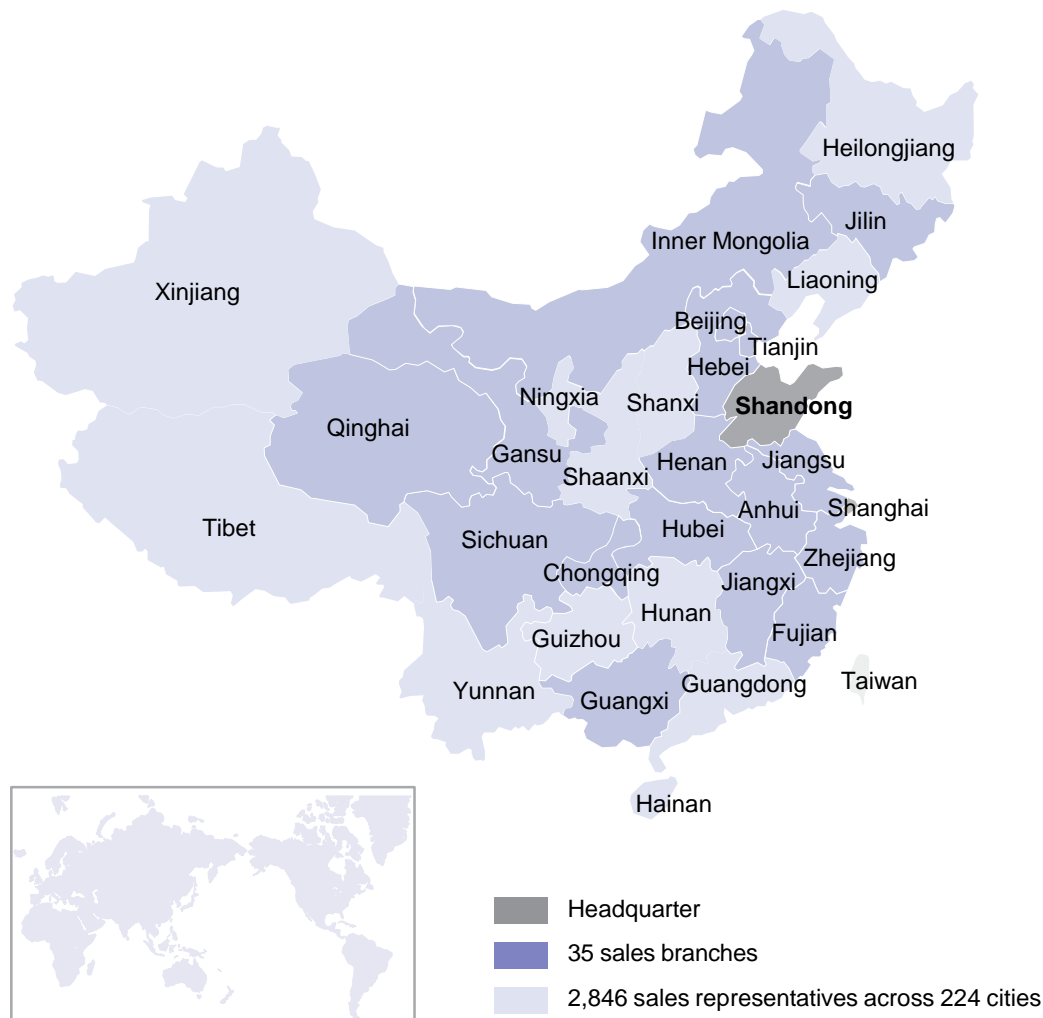 Heilongjiang
Jilin
Inner Mongolia
Liaoning
Xinjiang
Beijing
Tianjin
Hebei
Ningxia
Shanxi
Shandong
Qinghai
Gansu
Henan
Jiangsu
Shaanxi
Shanghai
Anhui
Tibet
Hubei
Sichuan
Zhejiang
Chongqing
Jiangxi
Hunan
Fujian
Guizhou
Guangdong
Taiwan
Yunnan
Guangxi
Hainan
Headquarter
35 sales branches
2,846 sales representatives across 224 cities